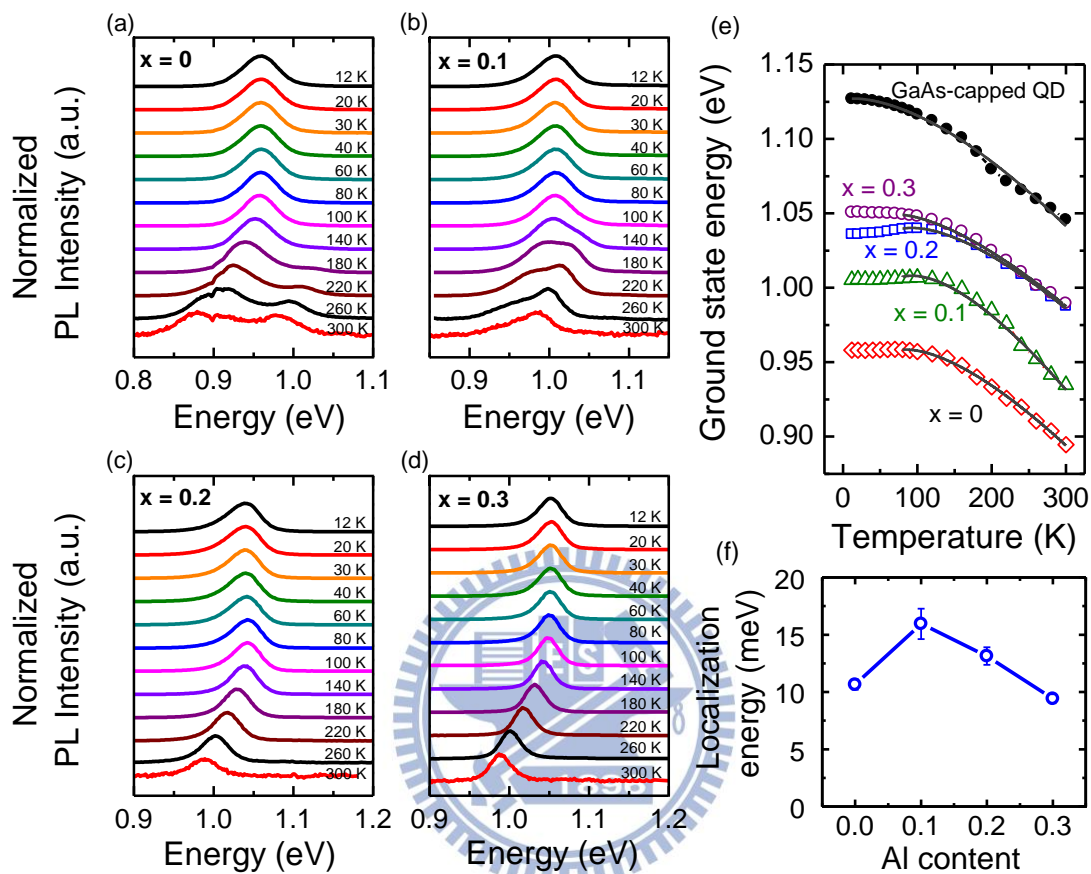 (a)
x = 0
12 K
20 K
30 K
40 K
60 K
80 K
100 K
140 K
180 K
220 K
260 K
300 K
0.8 0.9 1.0 1.1
Energy (eV)
Normalized
PL Intensity (a.u.)
(b)
x = 0.1
12 K
20 K
30 K
40 K
60 K
80 K
100 K
140 K
180 K
220 K
260 K
300 K
0.9 1.0 1.1
Energy (eV)
(c)
x = 0.2
12 K
20 K
30 K
40 K
60 K
80 K
100 K
140 K
180 K
220 K
260 K
300 K
0.9 1.0 1.1 1.2
Energy (eV)
Normalized
PL Intensity (a.u.)
(d)
x = 0.3
12 K
20 K
30 K
40 K
60 K
80 K
100 K
140 K
180 K
220 K
260 K
300 K
0.9 1.0 1.1 1.2
Energy (eV)
ES
1896
(e)
Ground state energy (eV)
1.15
1.10
1.05
1.00
0.95
0.90
GaAs-capped QD
x = 0.3
x = 0.2
x = 0.1
x = 0
0 100 200 300
Temperature (K)
(f)
Localization
energy (meV)
20
15
10
5
0
0.0 0.1 0.2 0.3
Al content